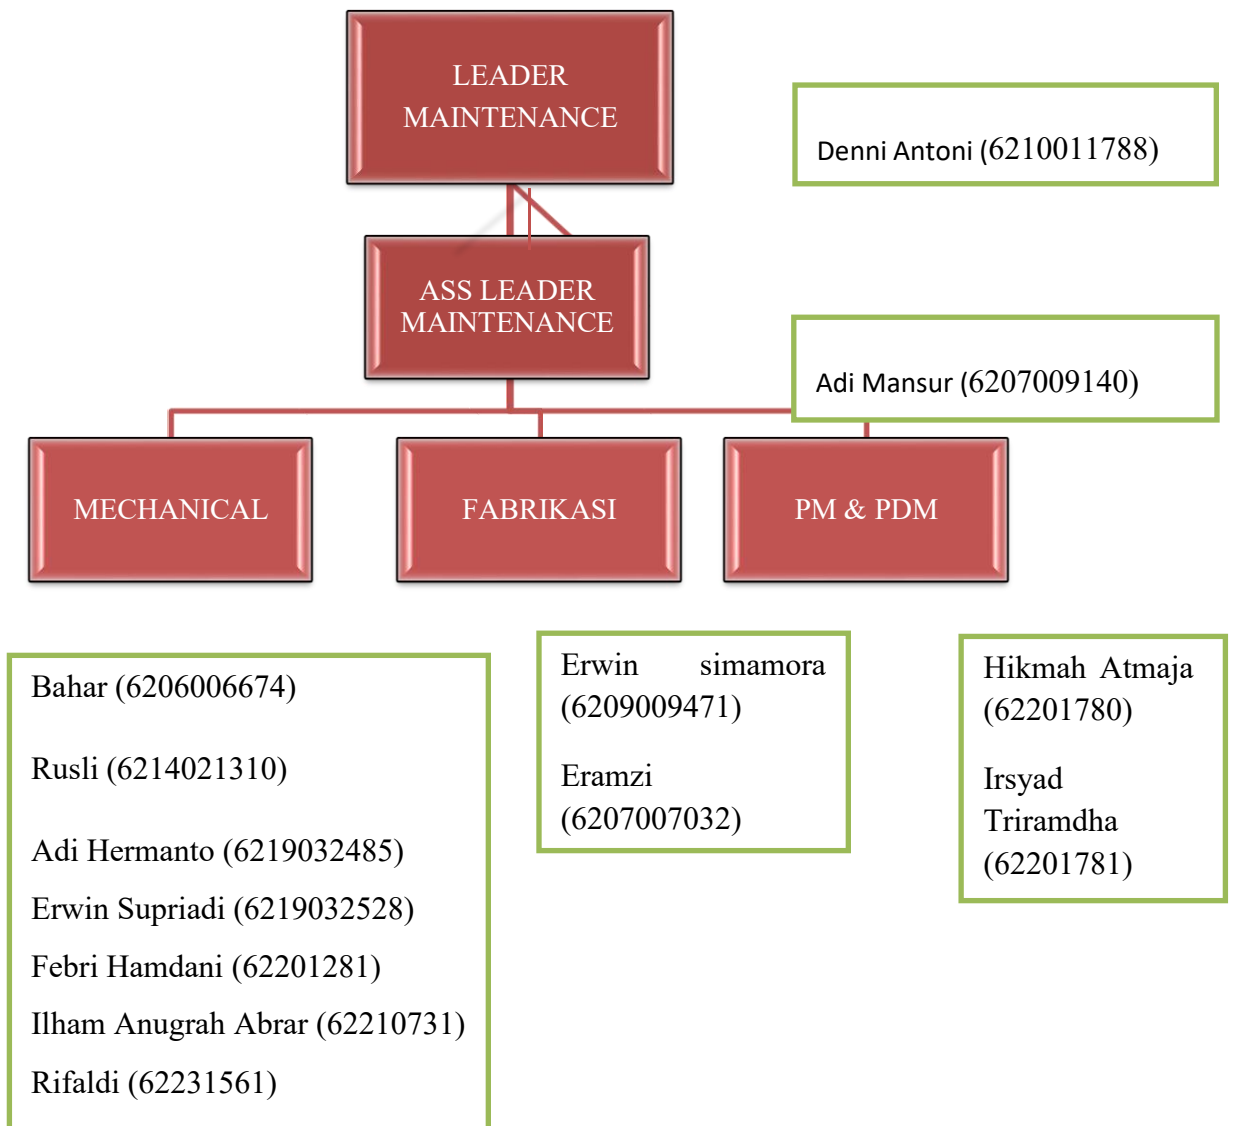 LEADER
MAINTENANCE
Denni Antoni (6210011788)
ASS LEADER
MAINTENANCE
Adi Mansur (6207009140)
MECHANICAL
FABRIKASI
PM & PDM
Bahar (6206006674)
Rusli (6214021310)
Adi Hermanto (6219032485)
Erwin Supriadi (6219032528)
Febri Hamdani (62201281)
Ilham Anugrah Abrar (62210731)
Rifaldi (62231561)
Erwin simamora
(6209009471)
Eramzi
(6207007032)
Hikmah Atmaja
(62201780)
Irsyad
Triramdha
(62201781)